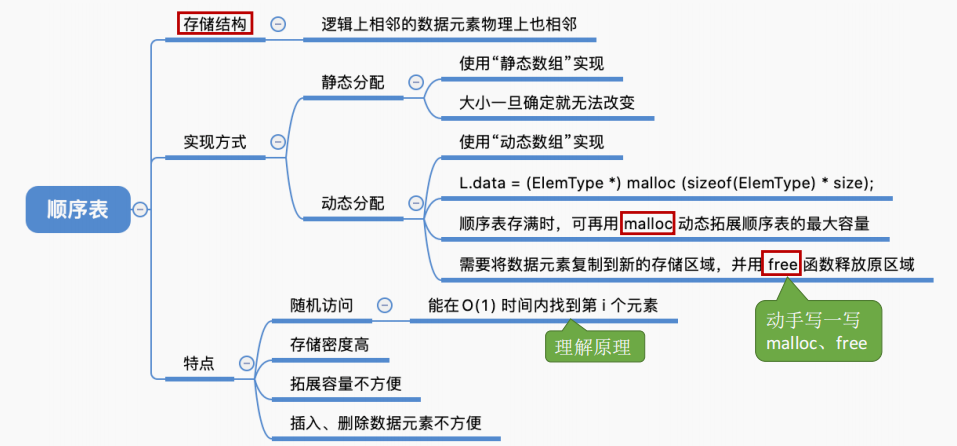 顺序表
存储结构
逻辑上相邻的数据元素物理上也相邻
实现方式
静态分配
使用“静态数组”实现
大小一旦确定就无法改变
动态分配
使用“动态数组”实现
L.data = (ElemType *) malloc (sizeof(ElemType) * size);
顺序表存满时，可再用 malloc 动态拓展顺序表的最大容量
需要将数据元素复制到新的存储区域，并用 free 函数释放原区域
动手写一写
malloc、free
特点
随机访问
能在 O(1) 时间内找到第 i 个元素
理解原理
存储密度高
拓展容量不方便
插入、删除数据元素不方便